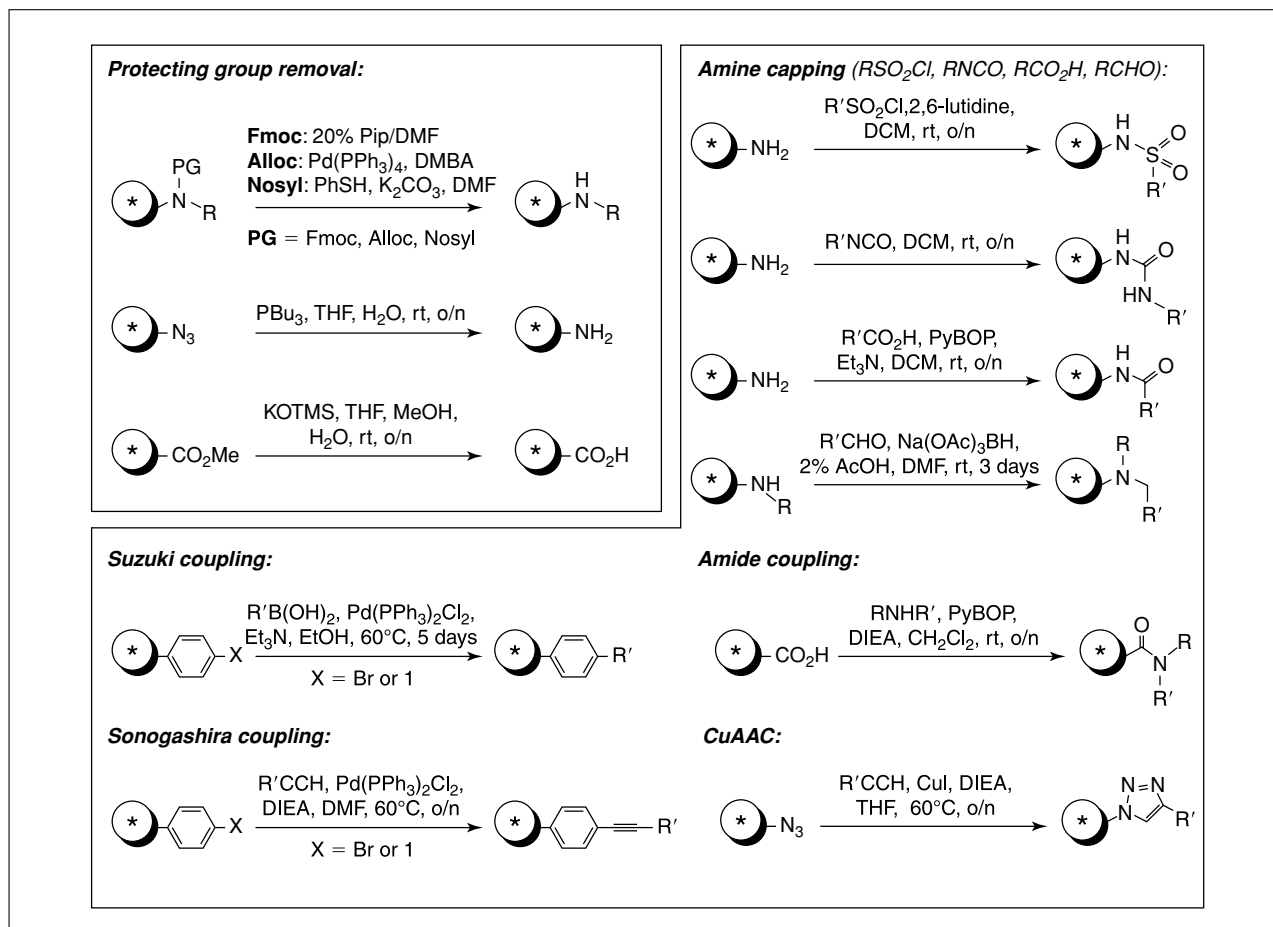 Protecting group removal:
Fmoc: 20% Pip/DMF
Alloc: Pd(PPh3)4, DMBA
Nosyl: PhSH, K2CO3, DMF
PG = Fmoc, Alloc, Nosyl
*
PG
N
R
*
H
N
R
PBu3, THF, H2O, rt, o/n
* N3
* NH2
KOTMS, THF, MeOH,
H2O, rt, o/n
* CO2Me
* CO2H
Amine capping (RSO2Cl, RNCO, RCO2H, RCHO):
R′SO2Cl,2,6-lutidine,
DCM, rt, o/n
* NH2
*
H
N
S
O
O
R′
R′NCO, DCM, rt, o/n
* NH2
*
H
N
O
HN
R′
R′CO2H, PyBOP,
Et3N, DCM, rt, o/n
* NH2
*
H
N
O
R′
R′CHO, Na(OAc)3BH,
2% AcOH, DMF, rt, 3 days
* NH
R
*
R
N
R′
Suzuki coupling:
R′B(OH)2, Pd(PPh3)2Cl2,
Et3N, EtOH, 60°C, 5 days
X = Br or 1
* X
* R′
Amide coupling:
RNHR′, PyBOP,
DIEA, CH2Cl2, rt, o/n
* CO2H
*
O
N
R
R′
Sonogashira coupling:
R′CCH, Pd(PPh3)2Cl2,
DIEA, DMF, 60°C, o/n
X = Br or 1
* X
* R′
CuAAC:
R′CCH, CuI, DIEA,
THF, 60°C, o/n
* N3
*
N
N
N
R′